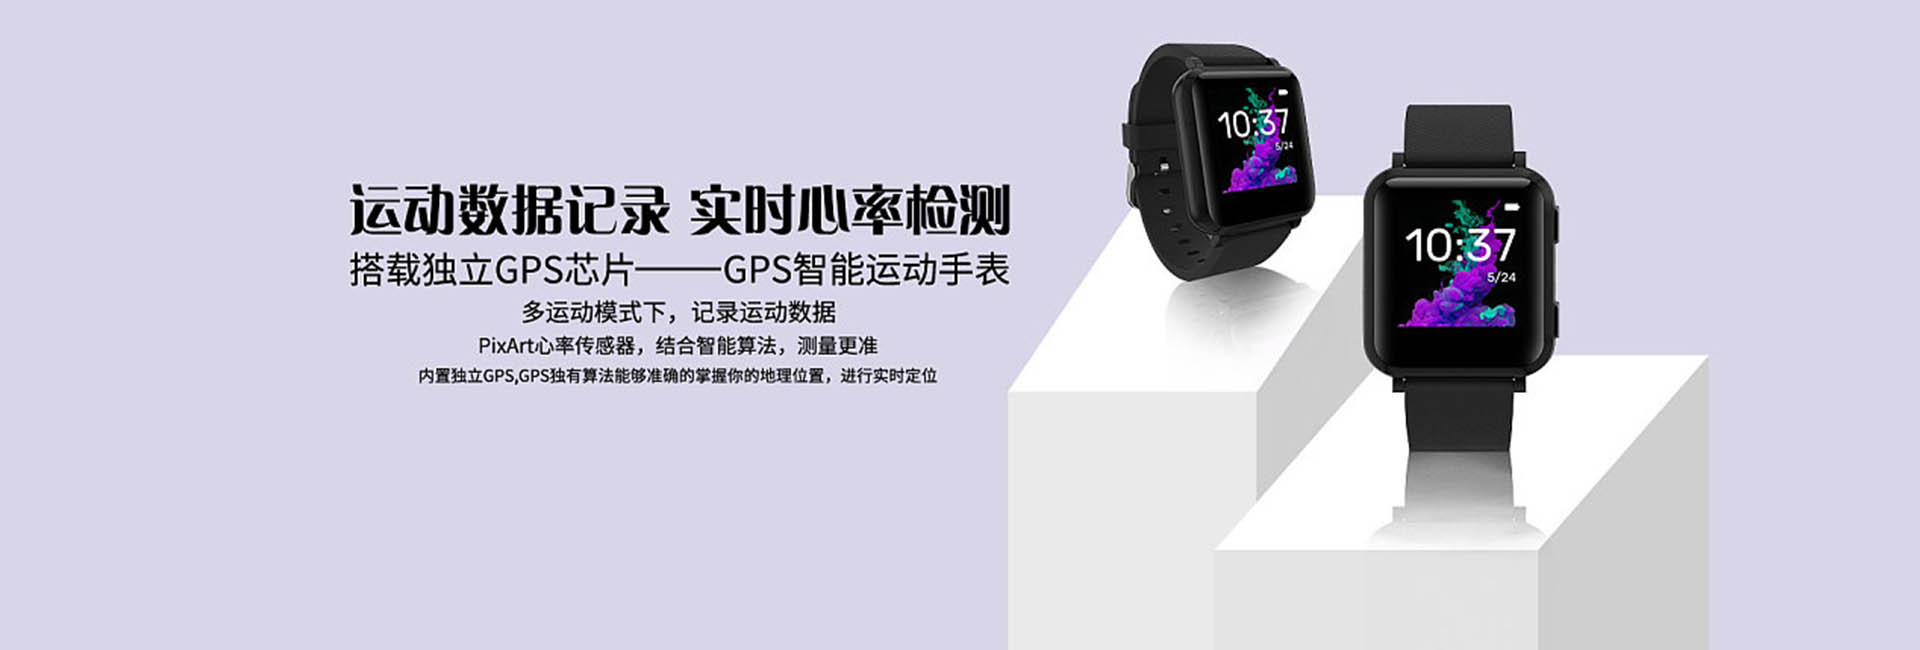 运动数据记录 实时心率检测
搭载独立GPS芯片——GPS智能运动手表
多运动模式下，记录运动数据
PixArt心率传感器，结合智能算法，测量更准
内置独立GPS,GPS独有算法能够准确的掌握你的地理位置，进行实时定位
10:37
5/24
10:37
5/24